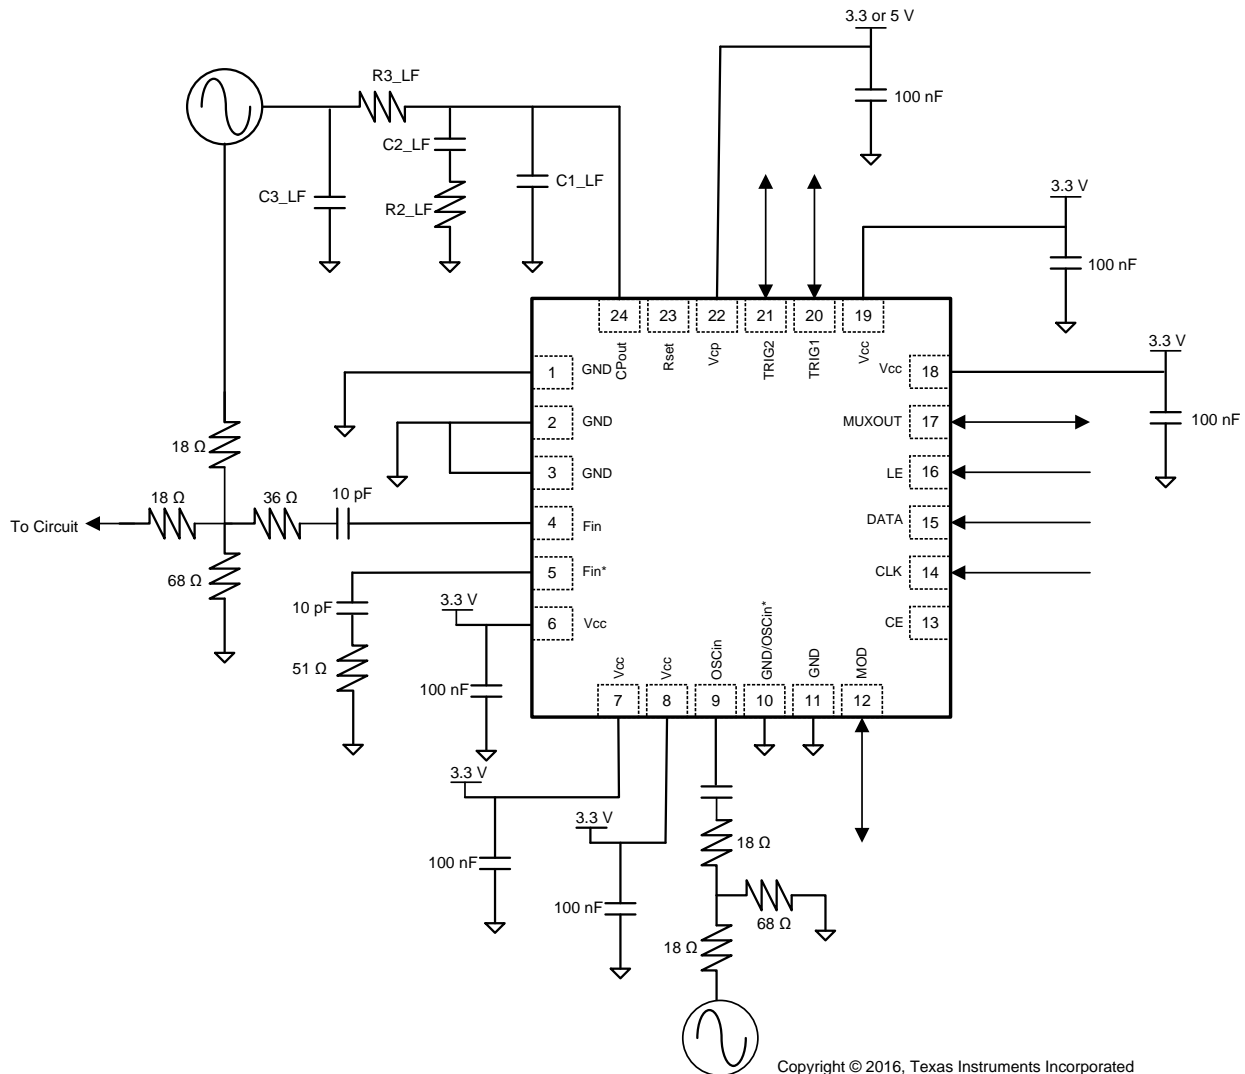 3.3 or 5 V
R3_LF
100 nF
C2_LF
C3_LF
R2_LF
C1_LF
3.3 V
100 nF
24
23
22
21
20
19
CPout
Rset
Vcp
TRIG2
TRIG1
Vcc
3.3 V
100 nF
1
GND
2
GND
3
GND
4
Fin
5
Fin*
6
Vcc
Vcc
18
MUXOUT
17
LE
16
DATA
15
CLK
14
CE
13
18 Ω
18 Ω
36 Ω
10 pF
To Circuit
68 Ω
10 pF
51 Ω
3.3 V
100 nF
Vcc
Vcc
OSCin
GND/OSCin*
GND
MOD
7
8
9
10
11
12
3.3 V
100 nF
3.3 V
100 nF
18 Ω
68 Ω
18 Ω
Copyright © 2016, Texas Instruments Incorporated